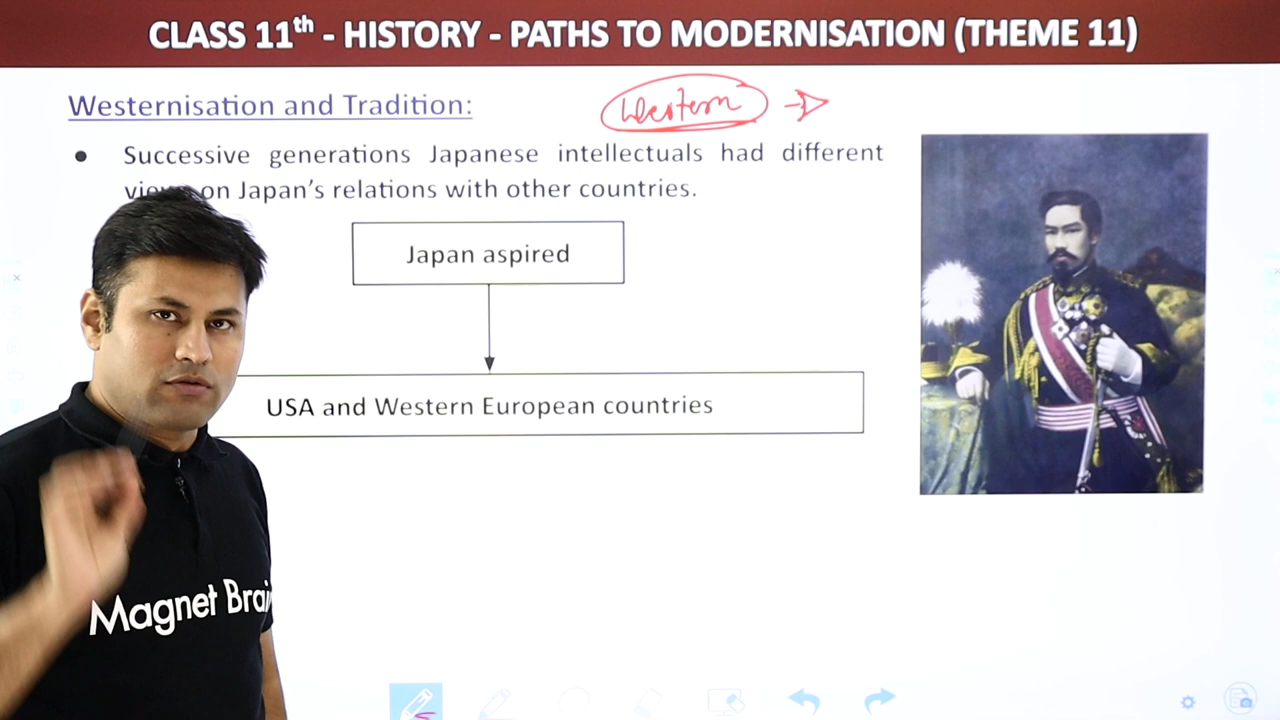 CLASS 11th - HISTORY - PATHS TO MODERNISATION (THEME 11)
Westernisation and Tradition:
Western
• Successive generations Japanese intellectuals had different
views on Japan's relations with other countries.
Japan aspired
USA and Western European countries
Magnet Brai